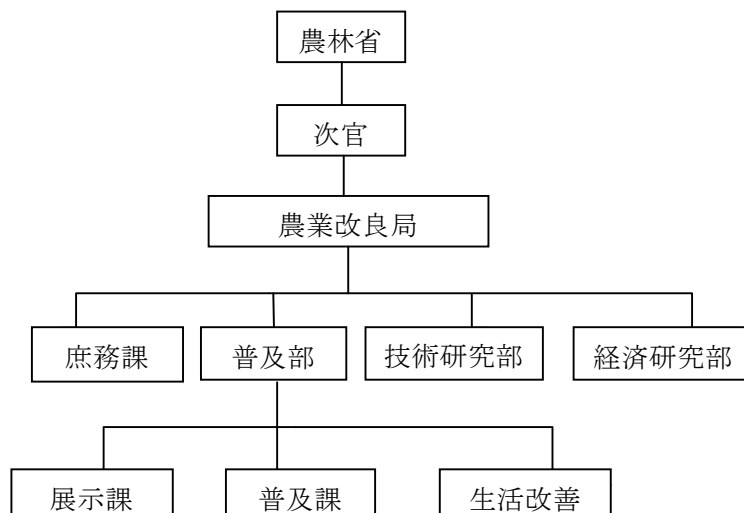 農林省
次官
農業改良局
庶務課
普及部
技術研究部
経済研究部
展示課
普及課
生活改善